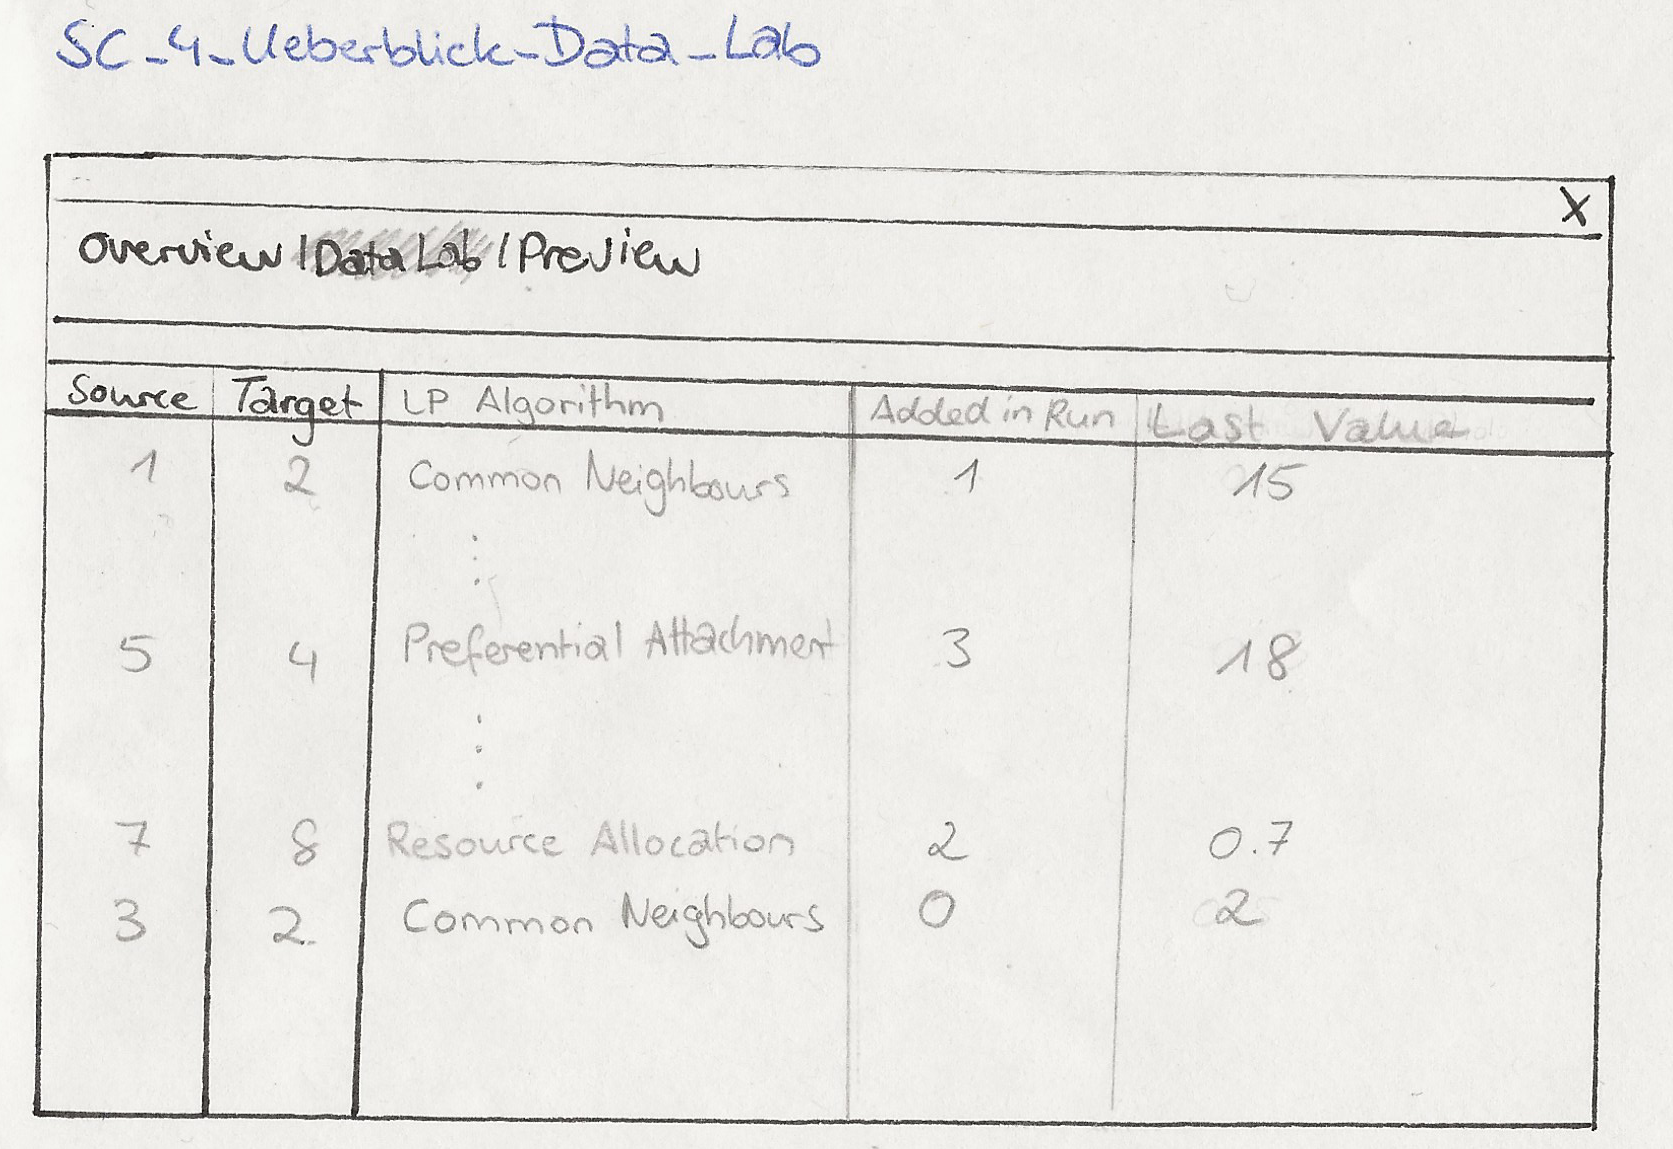 SC_4_Ueberblick_Data_Lab
X
Overview | Data Lab | Preview
Source Target LP Algorithm Added in Run Last Value
1 2 Common Neighbours 1 15
:
5 4 Preferential Attachment 3 18
⋮
7 8 Resource Allocation 2 0.7
3 2 Common Neighbours 0 2